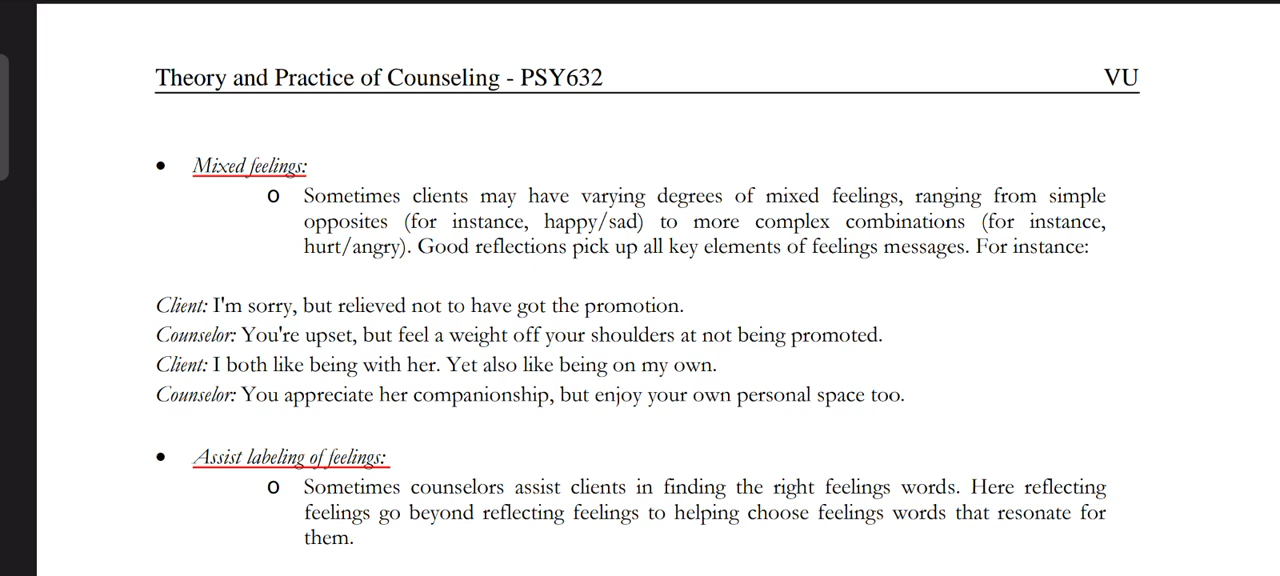 Theory and Practice of Counseling - PSY632 VU
• Mixed feelings:
o Sometimes clients may have varying degrees of mixed feelings, ranging from simple
opposites (for instance, happy/sad) to more complex combinations (for instance,
hurt/angry). Good reflections pick up all key elements of feelings messages. For instance:
Client: I'm sorry, but relieved not to have got the promotion.
Counselor: You're upset, but feel a weight off your shoulders at not being promoted.
Client: I both like being with her. Yet also like being on my own.
Counselor: You appreciate her companionship, but enjoy your own personal space too.
• Assist labeling of feelings:
o Sometimes counselors assist clients in finding the right feelings words. Here reflecting
feelings go beyond reflecting feelings to helping choose feelings words that resonate for
them.